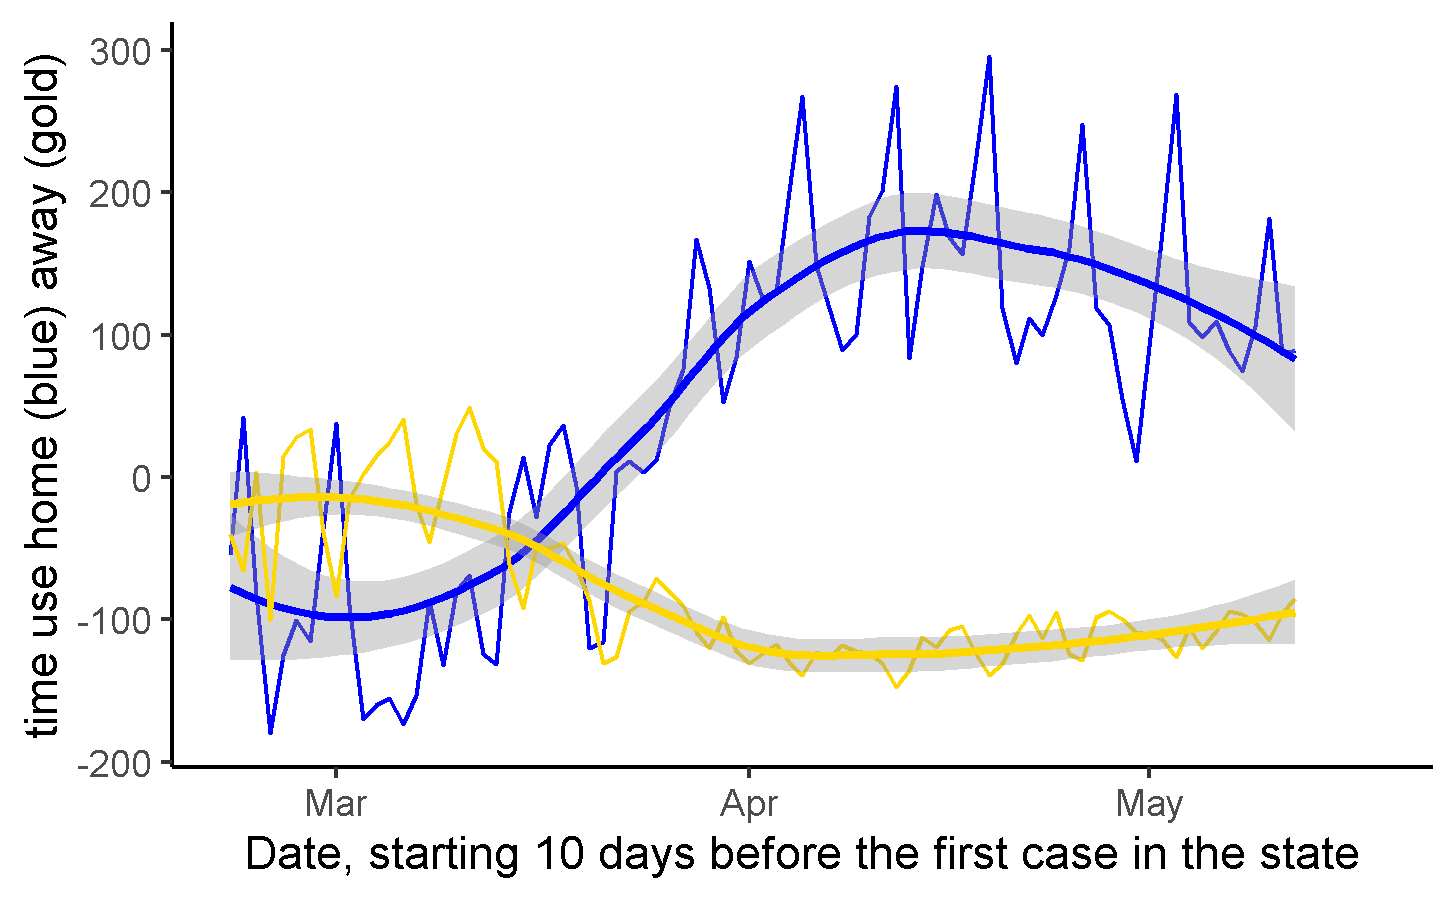 time use home (blue) away (gold)
300
200
100
0
-100
-200
Mar
Apr
May
Date, starting 10 days before the first case in the state